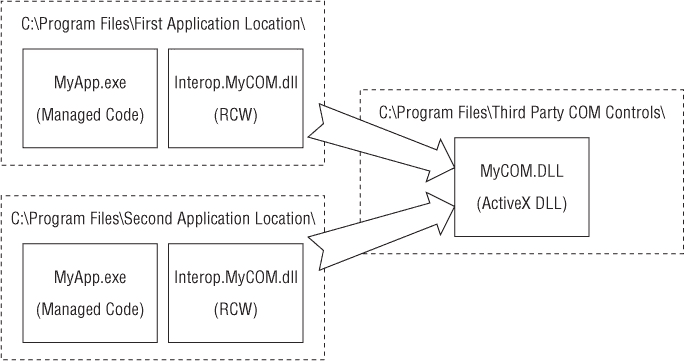 C:\Program Files\First Application Location\
MyApp.exe
(Managed Code)
Interop.MyCOM.dll
(RCW)
C:\Program Files\Third Party COM Controls\
MyCOM.DLL
(ActiveX DLL)
C:\Program Files\Second Application Location\
MyApp.exe
(Managed Code)
Interop.MyCOM.dll
(RCW)